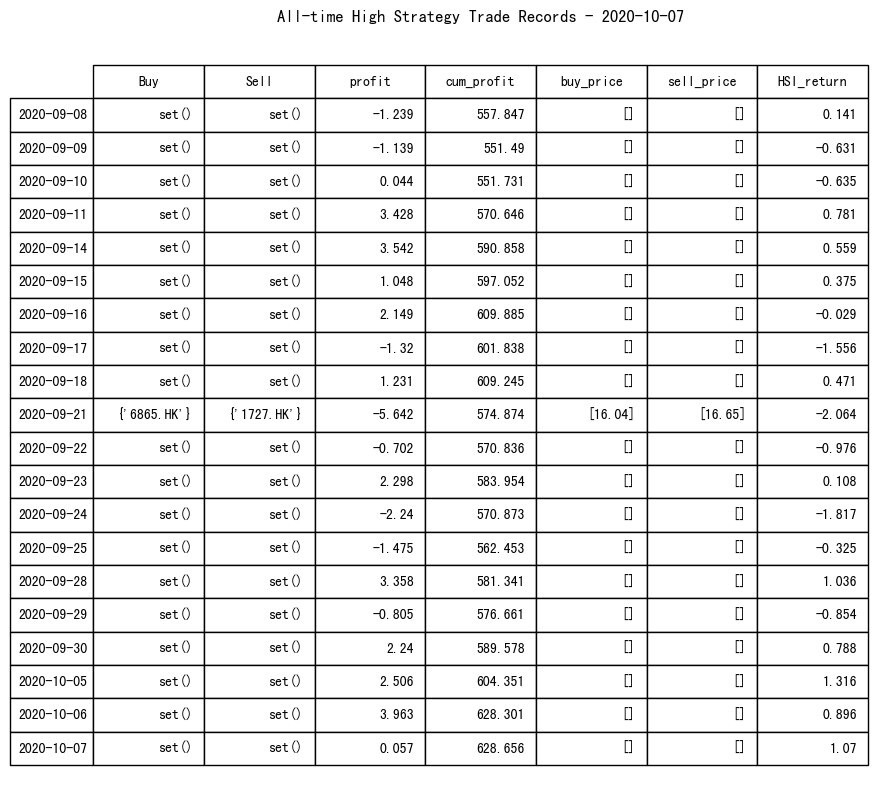 All-time High Strategy Trade Records - 2020-10-07
Buy Sell profit cum_profit buy_price sell_price HSI_return
2020-09-08 set() set() -1.239 557.847 [] [] 0.141
2020-09-09 set() set() -1.139 551.49 [] [] -0.631
2020-09-10 set() set() 0.044 551.731 [] [] -0.635
2020-09-11 set() set() 3.428 570.646 [] [] 0.781
2020-09-14 set() set() 3.542 590.858 [] [] 0.559
2020-09-15 set() set() 1.048 597.052 [] [] 0.375
2020-09-16 set() set() 2.149 609.885 [] [] -0.029
2020-09-17 set() set() -1.32 601.838 [] [] -1.556
2020-09-18 set() set() 1.231 609.245 [] [] 0.471
2020-09-21 {'6865.HK'} {'1727.HK'} -5.642 574.874 [16.04] [16.65] -2.064
2020-09-22 set() set() -0.702 570.836 [] [] -0.976
2020-09-23 set() set() 2.298 583.954 [] [] 0.108
2020-09-24 set() set() -2.24 570.873 [] [] -1.817
2020-09-25 set() set() -1.475 562.453 [] [] -0.325
2020-09-28 set() set() 3.358 581.341 [] [] 1.036
2020-09-29 set() set() -0.805 576.661 [] [] -0.854
2020-09-30 set() set() 2.24 589.578 [] [] 0.788
2020-10-05 set() set() 2.506 604.351 [] [] 1.316
2020-10-06 set() set() 3.963 628.301 [] [] 0.896
2020-10-07 set() set() 0.057 628.656 [] [] 1.07